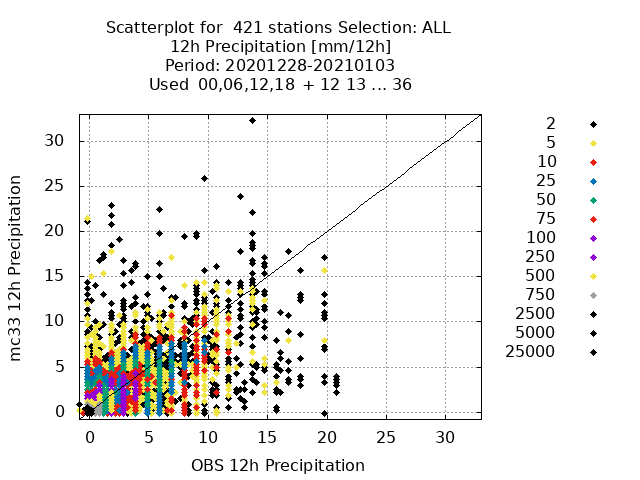 Scatterplot for  421 stations Selection: ALL
12h Precipitation [mm/12h]
Period: 20201228-20210103
Used  00,06,12,18  + 12 13 ... 36
mc33 12h Precipitation
30
25
20
15
10
5
0
0 5 10 15 20 25 30
OBS 12h Precipitation
2
5
10
25
50
75
100
250
500
750
2500
5000
25000